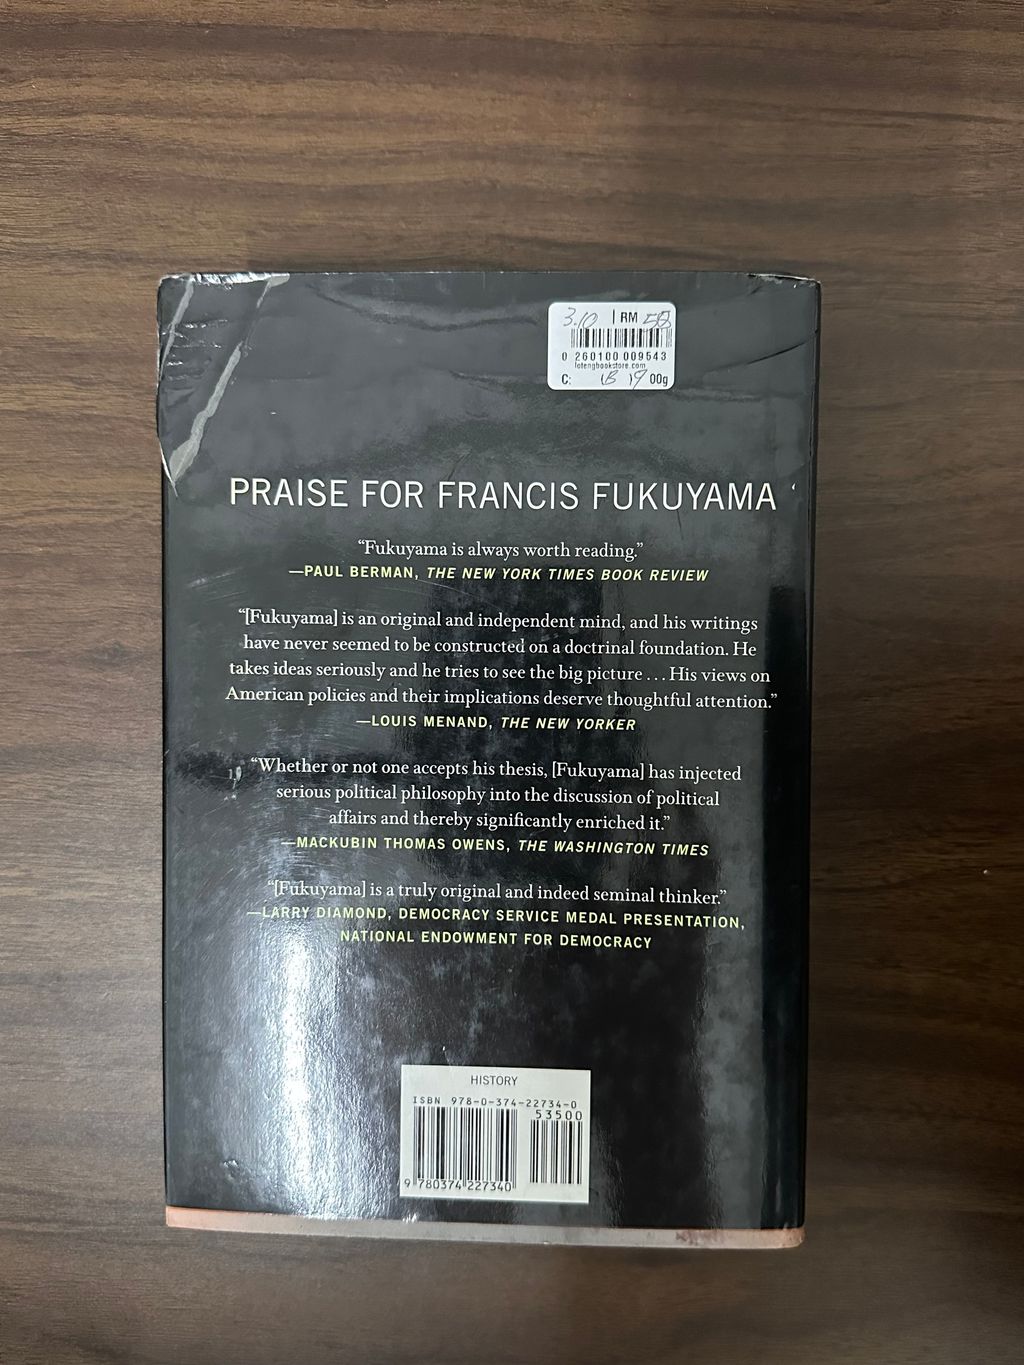 3.10 | RM 58
0 260100 009543
lotengbookstore.com
C: 00g
PRAISE FOR FRANCIS FUKUYAMA
“Fukuyama is always worth reading.”
—PAUL BERMAN, THE NEW YORK TIMES BOOK REVIEW
“[Fukuyama] is an original and independent mind, and his writings
have never seemed to be constructed on a doctrinal foundation. He
takes ideas seriously and he tries to see the big picture . . . His views on
American policies and their implications deserve thoughtful attention.”
—LOUIS MENAND, THE NEW YORKER
“Whether or not one accepts his thesis, [Fukuyama] has injected
serious political philosophy into the discussion of political
affairs and thereby significantly enriched it.”
—MACKUBIN THOMAS OWENS, THE WASHINGTON TIMES
“[Fukuyama] is a truly original and indeed seminal thinker.”
—LARRY DIAMOND, DEMOCRACY SERVICE MEDAL PRESENTATION,
NATIONAL ENDOWMENT FOR DEMOCRACY
HISTORY
ISBN 978-0-374-22734-0
53500
9 780374 227340